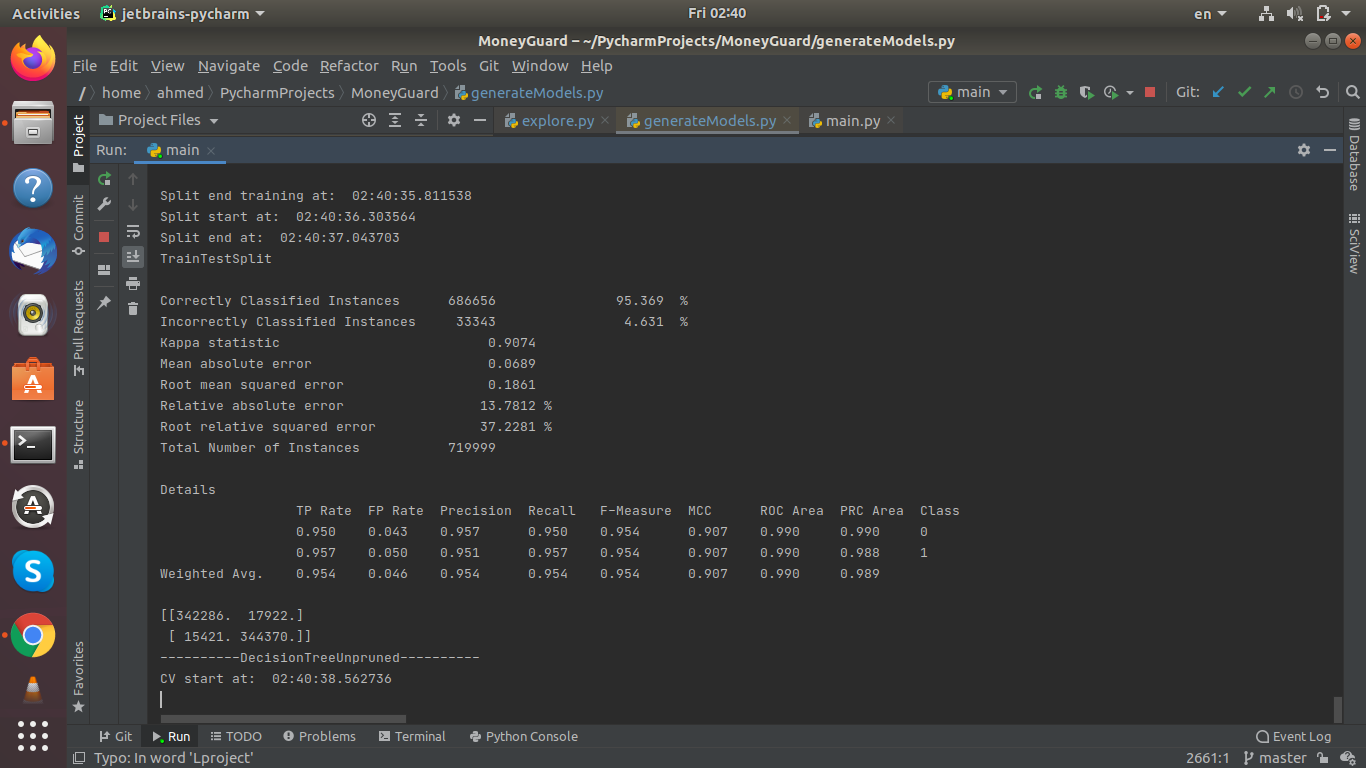 Activities jetbrains-pycharm Fri 02:40 en
MoneyGuard – ~/PycharmProjects/MoneyGuard/generateModels.py
File Edit View Navigate Code Refactor Run Tools Git Window Help
/ home ahmed PycharmProjects MoneyGuard generateModels.py main Git:
Project Files explore.py generateModels.py main.py
Run: main
Project
Commit
Pull Requests
Structure
Favorites
Database
SciView
Split end training at: 02:40:35.811538
Split start at: 02:40:36.303564
Split end at: 02:40:37.043703
TrainTestSplit
Correctly Classified Instances 686656 95.369 %
Incorrectly Classified Instances 33343 4.631 %
Kappa statistic 0.9074
Mean absolute error 0.0689
Root mean squared error 0.1861
Relative absolute error 13.7812 %
Root relative squared error 37.2281 %
Total Number of Instances 719999
Details
TP Rate FP Rate Precision Recall F-Measure MCC ROC Area PRC Area Class
0.950 0.043 0.957 0.950 0.954 0.907 0.990 0.990 0
0.957 0.050 0.951 0.957 0.954 0.907 0.990 0.988 1
Weighted Avg. 0.954 0.046 0.954 0.954 0.954 0.907 0.990 0.989
[[342286. 17922.]
[ 15421. 344370.]]
----------DecisionTreeUnpruned----------
CV start at: 02:40:38.562736
Git Run TODO Problems Terminal Python Console Event Log
Typo: In word 'Lproject' 2661:1 master